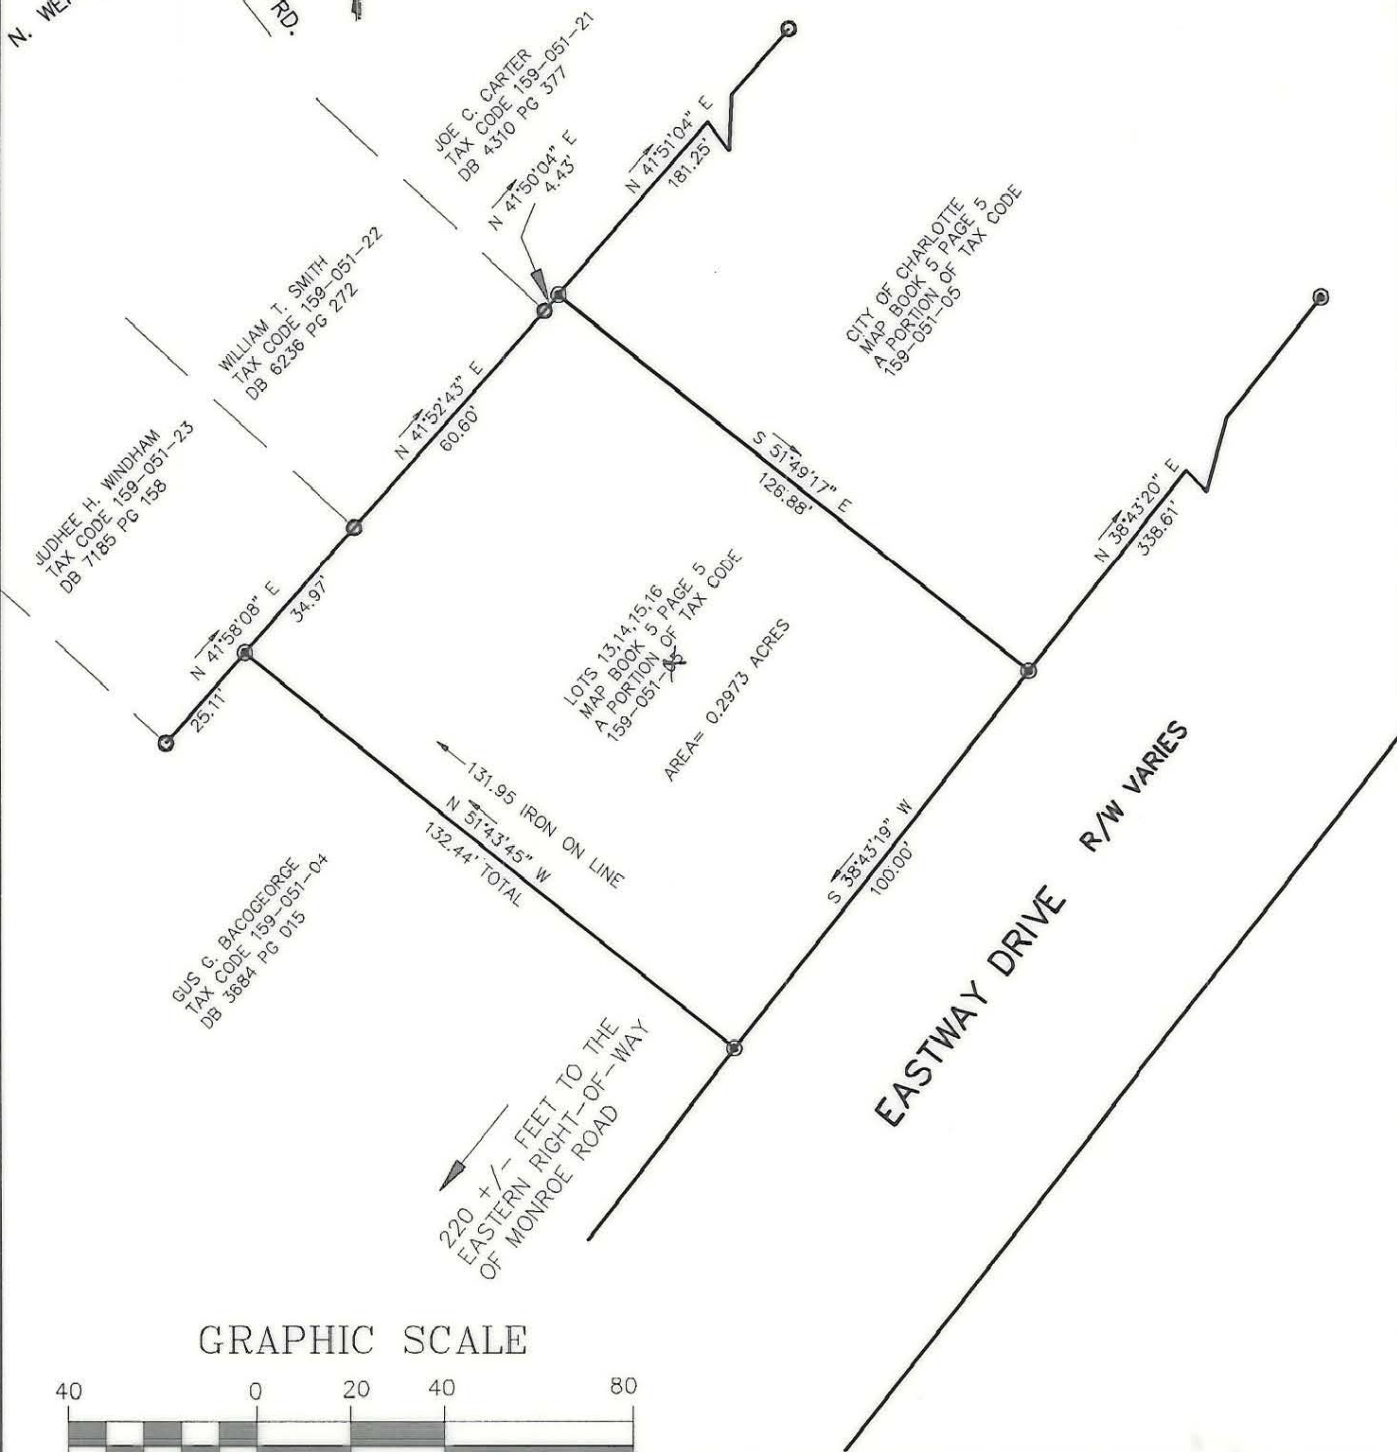 N.
RD.
JOE C. CARTER
TAX CODE 159-051-21
DB 4310 PG 377
N 41°50'04" E
4.43'
N 41°51'04" E
181.25'
CITY OF CHARLOTTE
MAP BOOK 5 PAGE 5
A PORTION OF TAX CODE
159-051-05
WILLIAM T. SMITH
TAX CODE 159-051-22
DB 6236 PG 272
N 41°52'43" E
60.60'
JUDHEE H. WINDHAM
TAX CODE 159-051-23
DB 7185 PG 158
S 51°49'17" E
126.88'
N 38°43'20" E
338.61'
N 41°58'08" E
34.97'
25.11'
LOTS 13,14,15,16
MAP BOOK 5 PAGE 5
A PORTION OF TAX CODE
159-051-05
AREA= 0.2973 ACRES
131.95 IRON ON LINE
N 51°43'45" W
132.44' TOTAL
S 38°43'19" W
100.00'
EASTWAY DRIVE
R/W VARIES
GUS G. BACOGEORGE
TAX CODE 159-051-04
DB 3684 PG 015
220 +/- FEET TO THE
EASTERN RIGHT-OF-WAY
OF MONROE ROAD
GRAPHIC SCALE
40 0 20 40 80